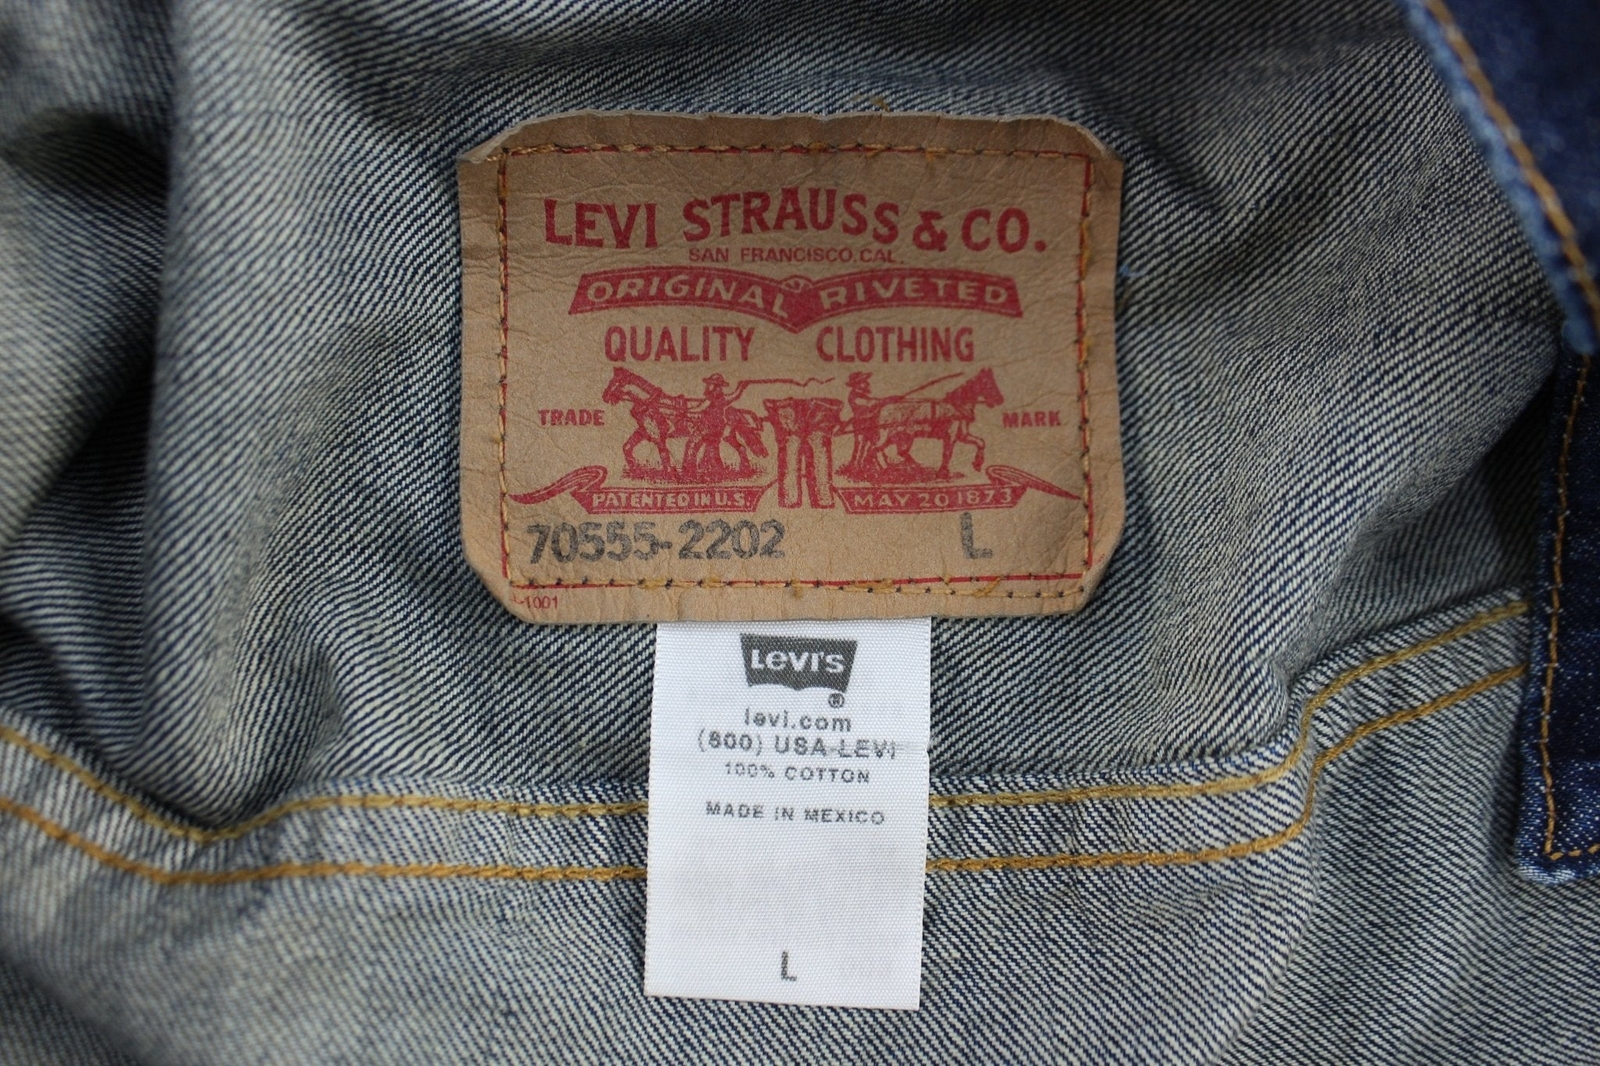 LEVI STRAUSS & CO.
SAN FRANCISCO, CAL.
ORIGINAL RIVETED
QUALITY CLOTHING
TRADE MARK
PATENTED IN U.S. MAY 20 1873
70555-2202 L
-1001
LEVI'S
®
levi.com
(800) USA-LEVI
100% COTTON
MADE IN MEXICO
L